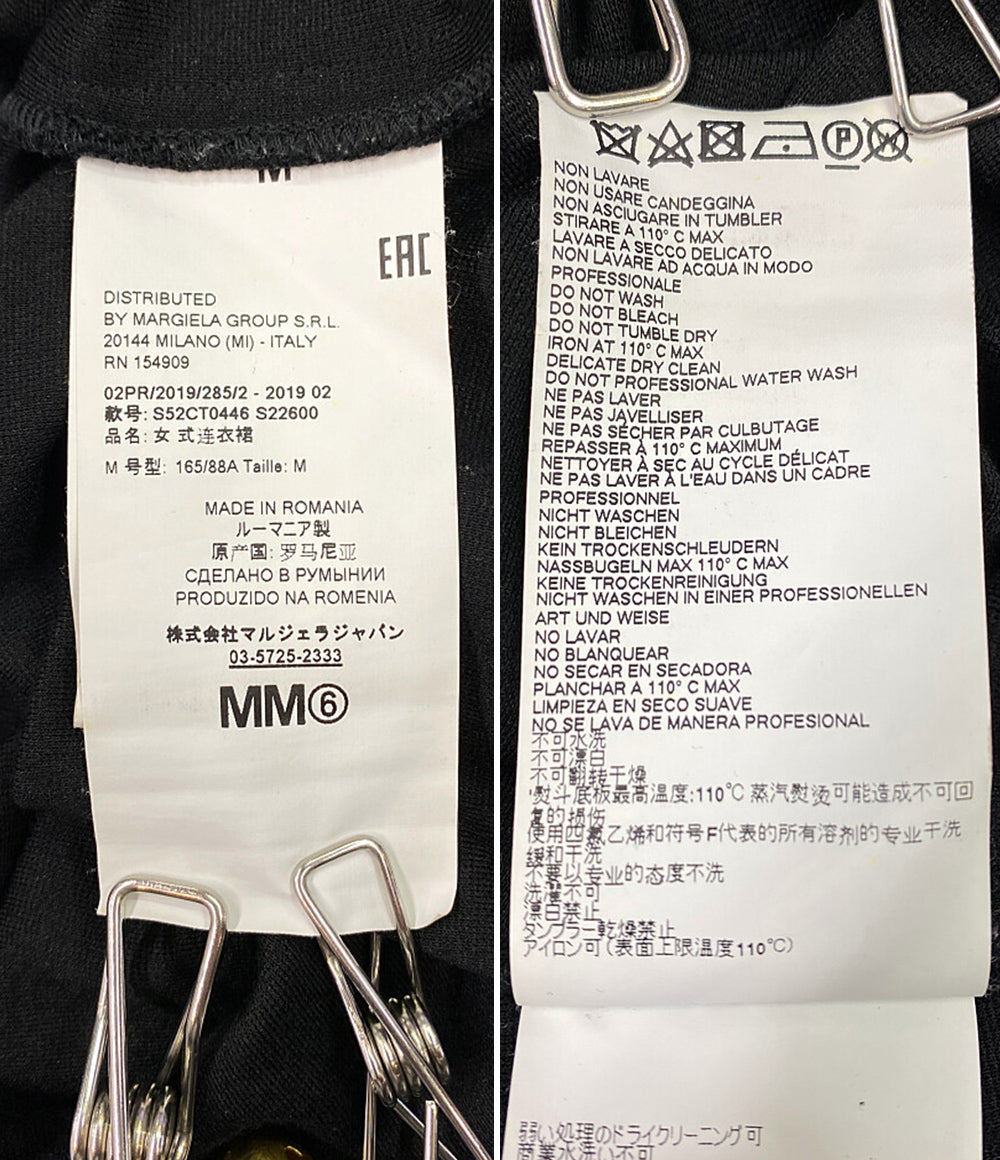 M
EAC
DISTRIBUTED
BY MARGIELA GROUP S.R.L.
20144 MILANO (MI) - ITALY
RN 154909
02PR/2019/285/2 - 2019 02
款号: S52CT0446 S22600
品名: 女 式连衣裙
M 号型: 165/88A Taille: M
MADE IN ROMANIA
ルーマニア製
原产国: 罗马尼亚
СДЕЛАНО В РУМЫНИИ
PRODUZIDO NA ROMENIA
株式会社マルジェラジャパン
03-5725-2333
MM⑥
P
NON LAVARE
NON USARE CANDEGGINA
NON ASCIUGARE IN TUMBLER
STIRARE A 110° C MAX
LAVARE A SECCO DELICATO
NON LAVARE AD ACQUA IN MODO
PROFESSIONALE
DO NOT WASH
DO NOT BLEACH
DO NOT TUMBLE DRY
IRON AT 110° C MAX
DELICATE DRY CLEAN
DO NOT PROFESSIONAL WATER WASH
NE PAS LAVER
NE PAS JAVELLISER
NE PAS SÉCHER PAR CULBUTAGE
REPASSER À 110° C MAXIMUM
NETTOYER À SEC AU CYCLE DÉLICAT
NE PAS LAVER À L'EAU DANS UN CADRE
PROFESSIONNEL
NICHT WASCHEN
NICHT BLEICHEN
KEIN TROCKENSCHLEUDERN
NASSBUGELN MAX 110° C MAX
KEINE TROCKENREINIGUNG
NICHT WASCHEN IN EINER PROFESSIONELLEN
ART UND WEISE
NO LAVAR
NO BLANQUEAR
NO SECAR EN SECADORA
PLANCHAR A 110° C MAX
LIMPIEZA EN SECO SUAVE
NO SE LAVA DE MANERA PROFESIONAL
不可水洗
不可漂白
不可翻转干燥
'熨斗底板最高温度:110℃ 蒸汽熨烫可能造成不可回
复的损伤
使用四氯乙烯和符号F代表的所有溶剂的专业干洗
缓和干洗
不要以专业的态度不洗
洗濯不可
漂白禁止
タンブラー乾燥禁止
アイロン可(表面上限温度110℃)
弱い処理のドライクリーニング可
商業水洗い不可